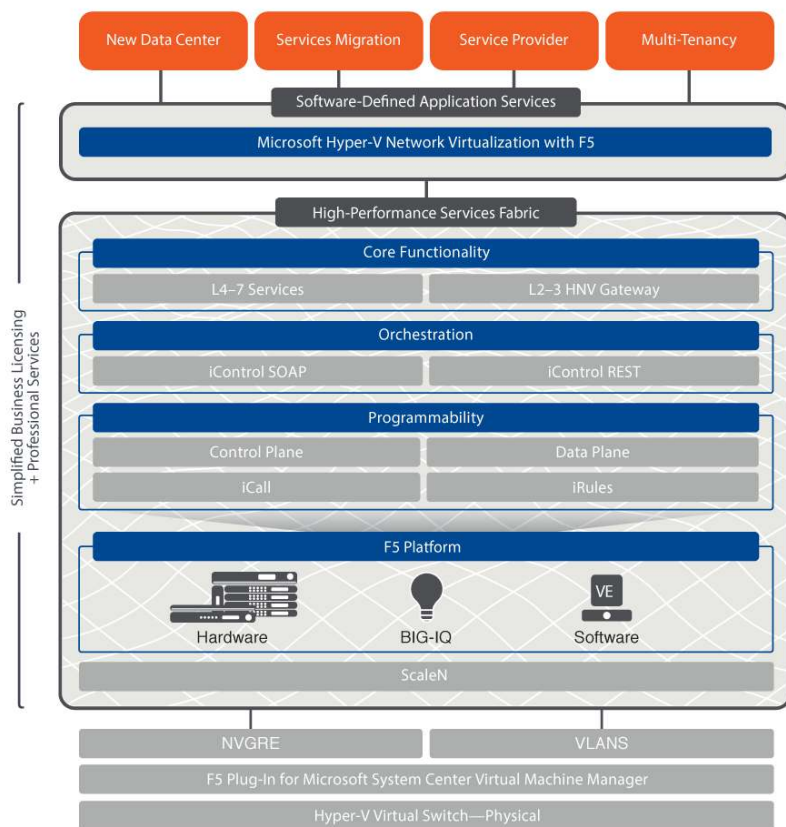 New Data Center
Services Migration
Service Provider
Multi-Tenancy
Software-Defined Application Services
Microsoft Hyper-V Network Virtualization with F5
High-Performance Services Fabric
Core Functionality
L4–7 Services
L2–3 HNV Gateway
Orchestration
iControl SOAP
iControl REST
Programmability
Control Plane
Data Plane
iCall
iRules
F5 Platform
VE
Hardware
BIG-IQ
Software
ScaleN
Simplified Business Licensing
+ Professional Services
NVGRE
VLANS
F5 Plug-In for Microsoft System Center Virtual Machine Manager
Hyper-V Virtual Switch—Physical